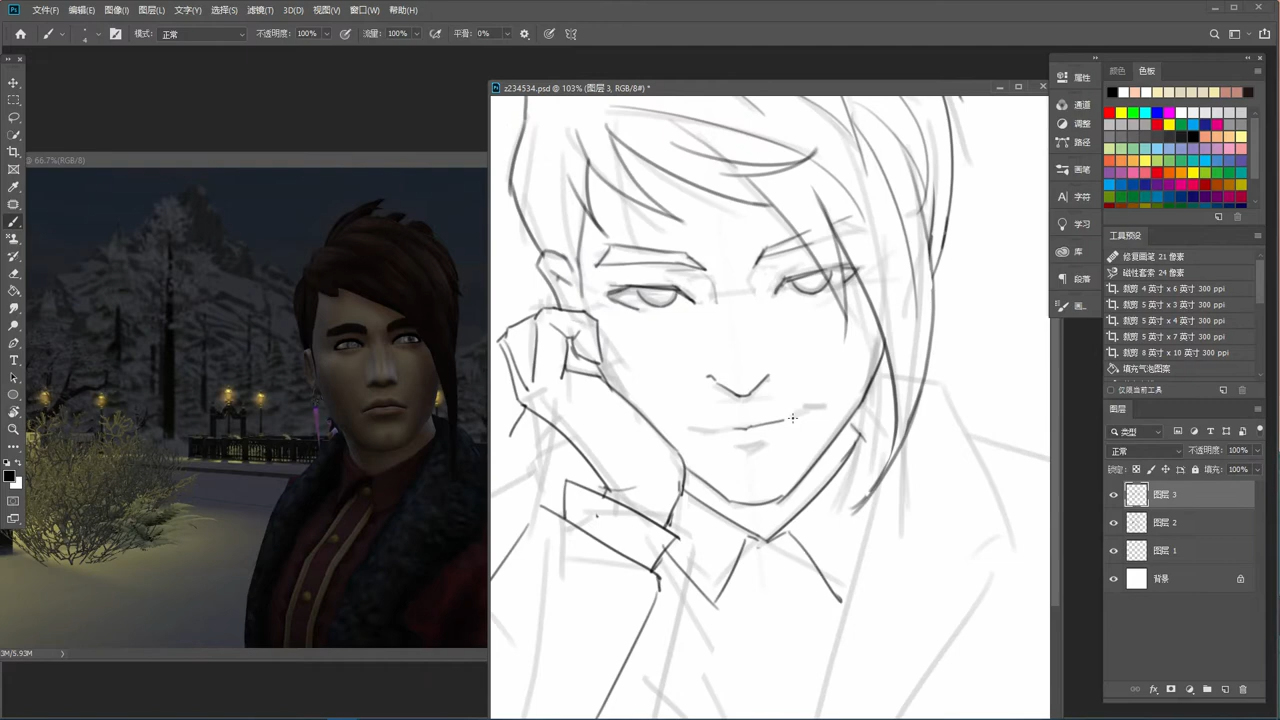 文件(F) 编辑(E) 图像(I) 图层(L) 文字(Y) 选择(S) 滤镜(T) 3D(D) 视图(V) 窗口(W) 帮助(H)
4 模式: 正常 不透明度: 100% 流量: 100% 平滑: 0%
@ 66.7%(RGB/8)
z234534.psd @ 103% (图层 3, RGB/8#) *
3M/5.93M
属性
通道
调整
路径
画笔
字符
学习
库
段落
画...
颜色 色板
工具预设
修复画笔 21 像素
磁性套索 24 像素
裁剪 4 英寸 x 6 英寸 300 ppi
裁剪 5 英寸 x 3 英寸 300 ppi
裁剪 5 英寸 x 4 英寸 300 ppi
裁剪 5 英寸 x 7 英寸 300 ppi
裁剪 8 英寸 x 10 英寸 300 ppi
填充气泡图案
仅限当前工具
图层
类型
正常 不透明度: 100%
锁定: 填充: 100%
图层 3
图层 2
图层 1
背景